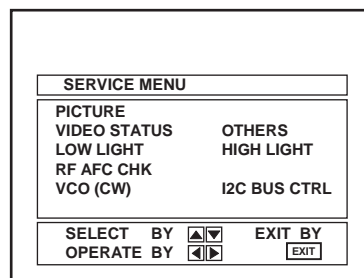 SERVICE MENU
PICTURE
VIDEO STATUS OTHERS
LOW LIGHT HIGH LIGHT
RF AFC CHK
VCO (CW) I2C BUS CTRL
SELECT BY ▲▼ EXIT BY
OPERATE BY ◀▶ EXIT